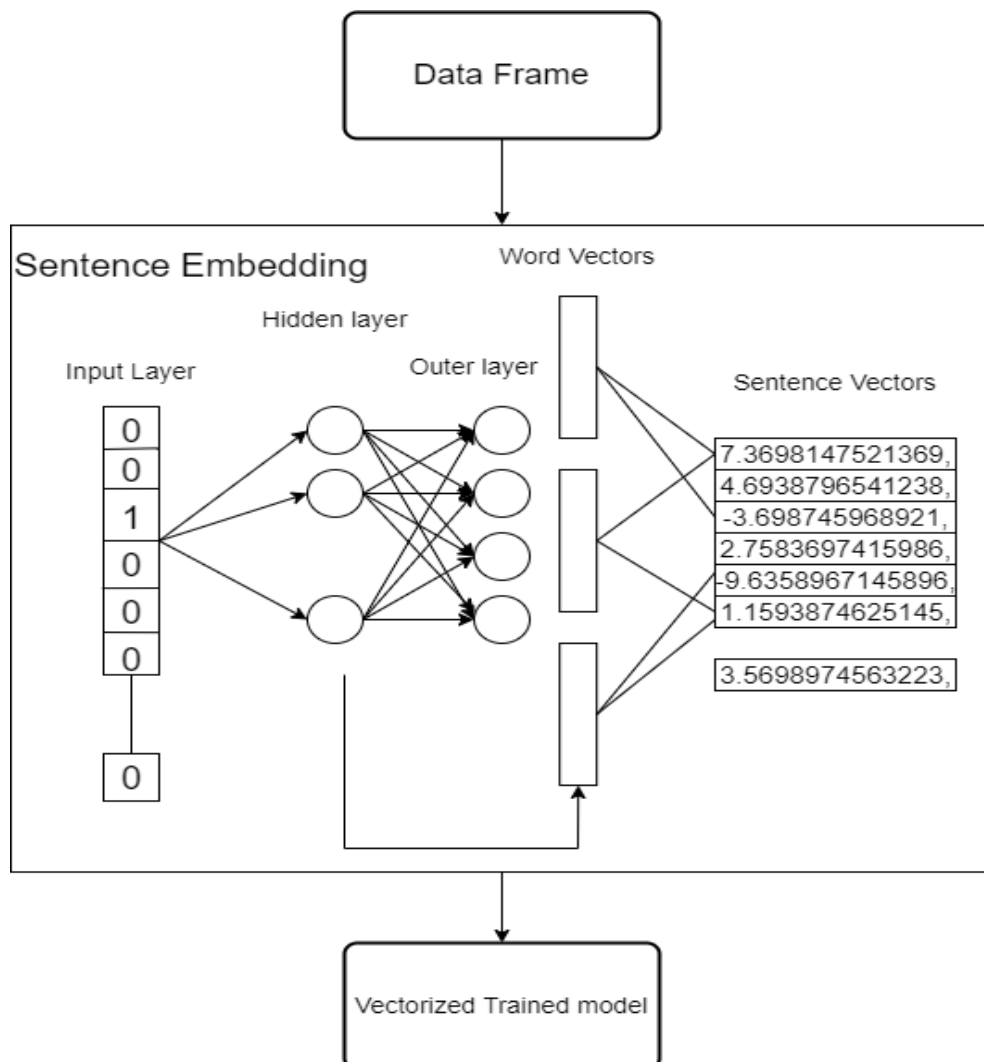 Data Frame
Sentence Embedding
Word Vectors
Hidden layer
Outer layer
Input Layer
Sentence Vectors
0
0
1
0
0
0
0
7.3698147521369,
4.6938796541238,
-3.698745968921,
2.7583697415986,
-9.6358967145896,
1.1593874625145,
3.5698974563223,
Vectorized Trained model